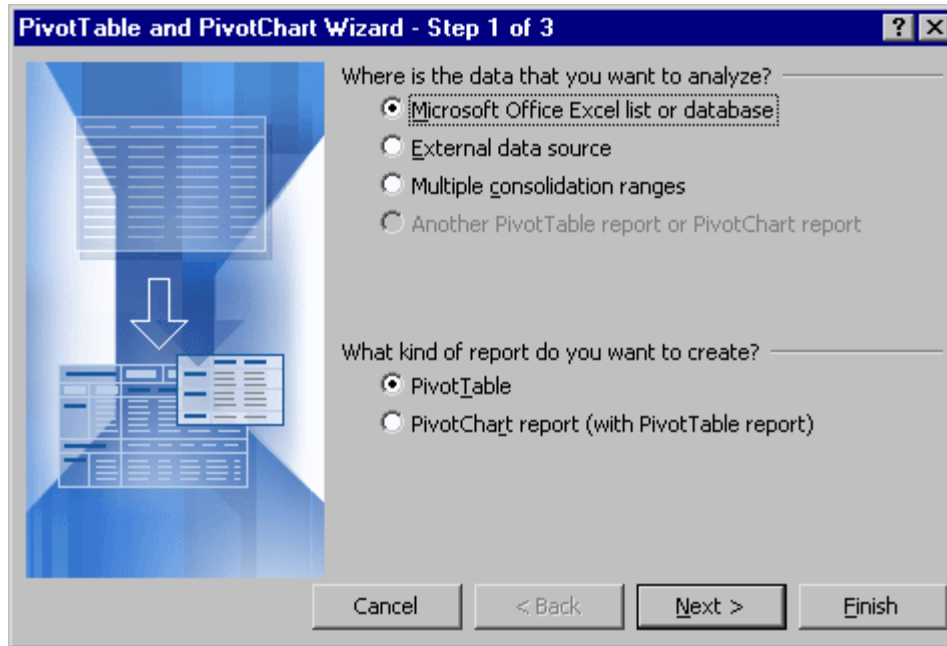 PivotTable and PivotChart Wizard - Step 1 of 3
Where is the data that you want to analyze?
Microsoft Office Excel list or database
External data source
Multiple consolidation ranges
Another PivotTable report or PivotChart report
What kind of report do you want to create?
PivotTable
PivotChart report (with PivotTable report)
Cancel < Back Next > Finish